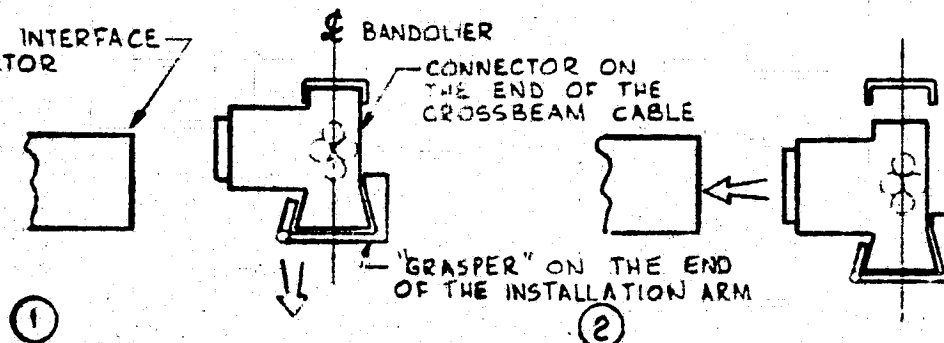 INTERFACE
TOR
℄ BANDOLIER
CONNECTOR ON
THE END OF THE
CROSSBEAM CABLE
"GRASPER" ON THE END
OF THE INSTALLATION ARM
1
2